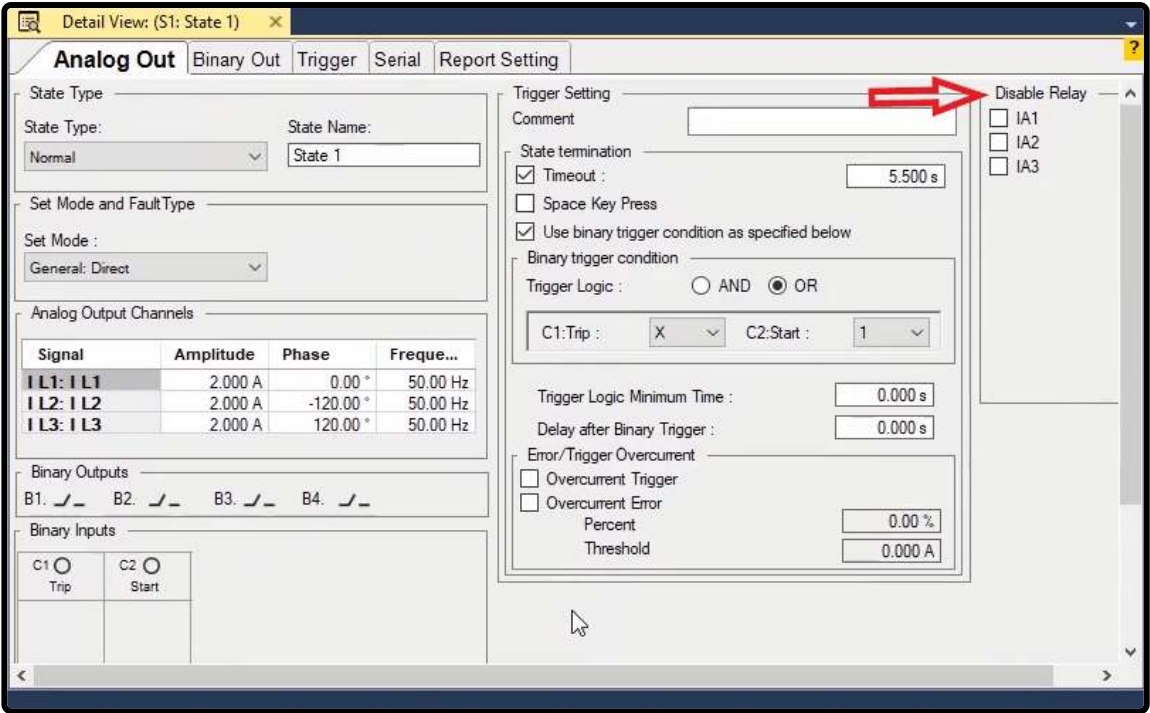 Detail View: (S1: State 1)
?
Analog Out Binary Out Trigger Serial Report Setting
State Type
State Type: State Name:
Normal State 1
Set Mode and FaultType
Set Mode :
General: Direct
Analog Output Channels
Signal Amplitude Phase Freque...
I L1: I L1 2.000 A 0.00 ° 50.00 Hz
I L2: I L2 2.000 A -120.00 ° 50.00 Hz
I L3: I L3 2.000 A 120.00 ° 50.00 Hz
Binary Outputs
B1. B2. B3. B4.
Binary Inputs
C1 C2
Trip Start
Trigger Setting
Comment
State termination
Timeout : 5.500 s
Space Key Press
Use binary trigger condition as specified below
Binary trigger condition
Trigger Logic : AND OR
C1:Trip : X C2:Start : 1
Trigger Logic Minimum Time : 0.000 s
Delay after Binary Trigger : 0.000 s
Error/Trigger Overcurrent
Overcurrent Trigger
Overcurrent Error
Percent 0.00 %
Threshold 0.000 A
Disable Relay
IA1
IA2
IA3